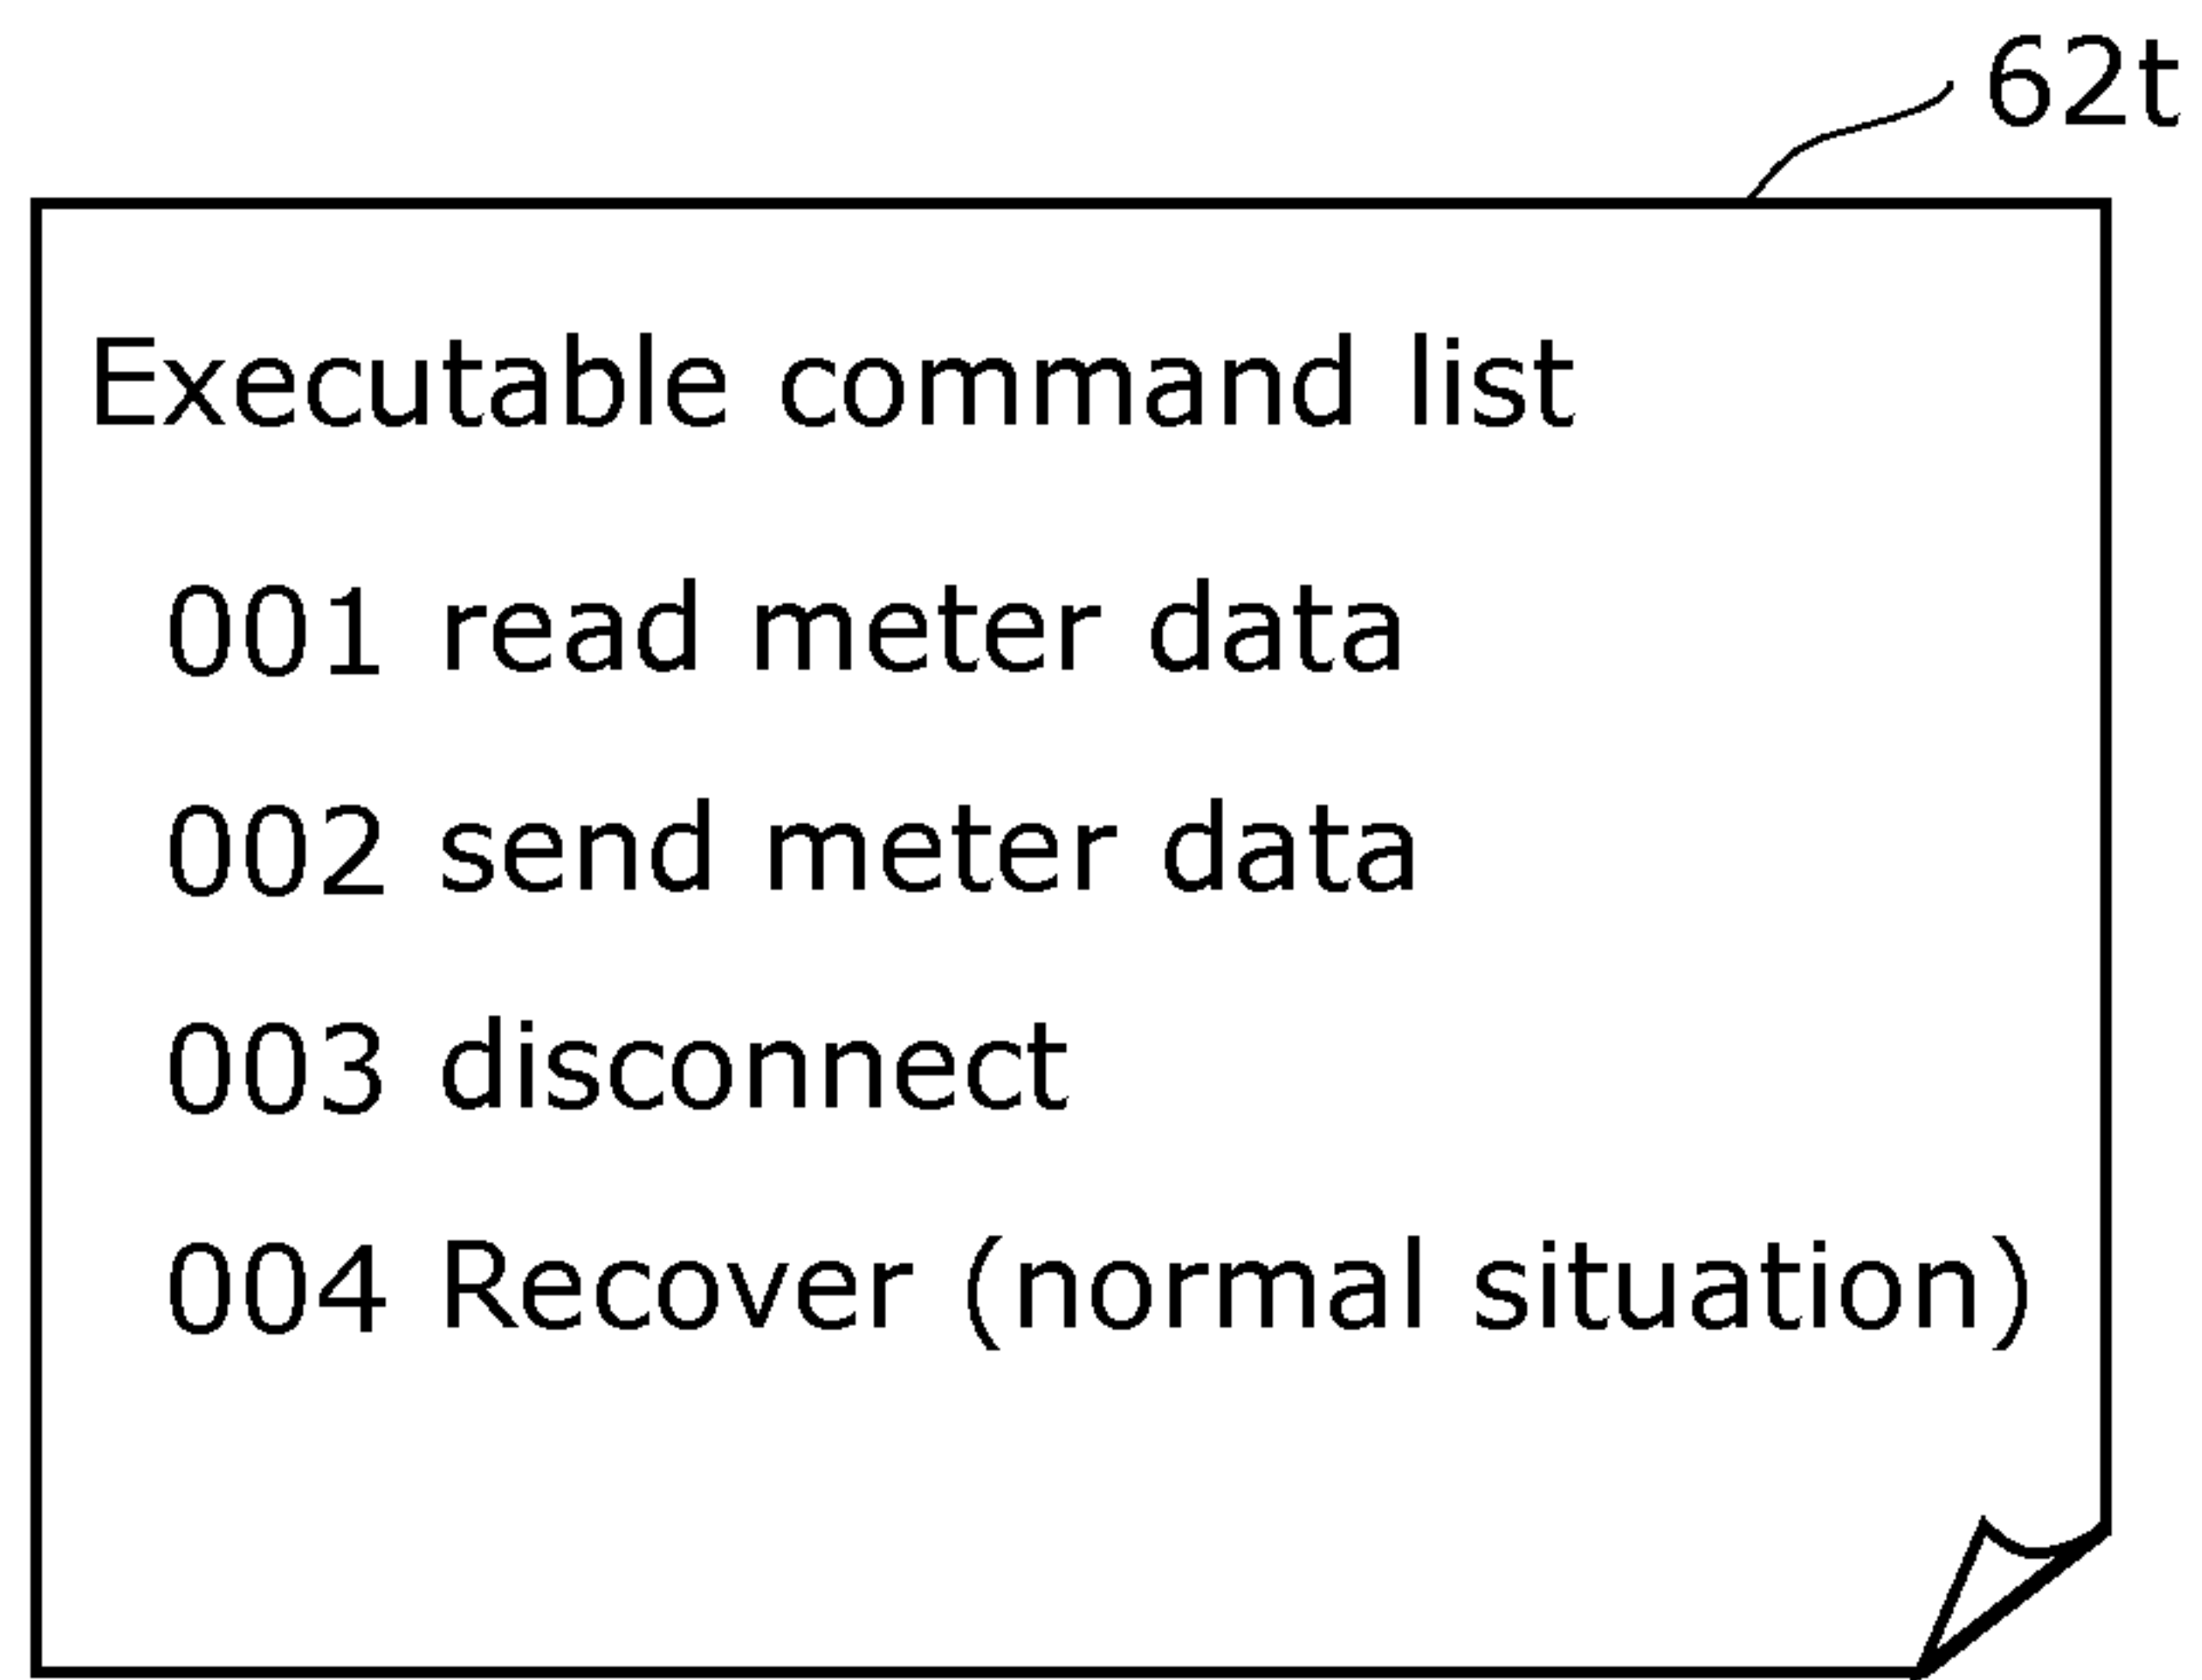 62t
Executable command list
001 read meter data
002 send meter data
003 disconnect
004 Recover (normal situation)